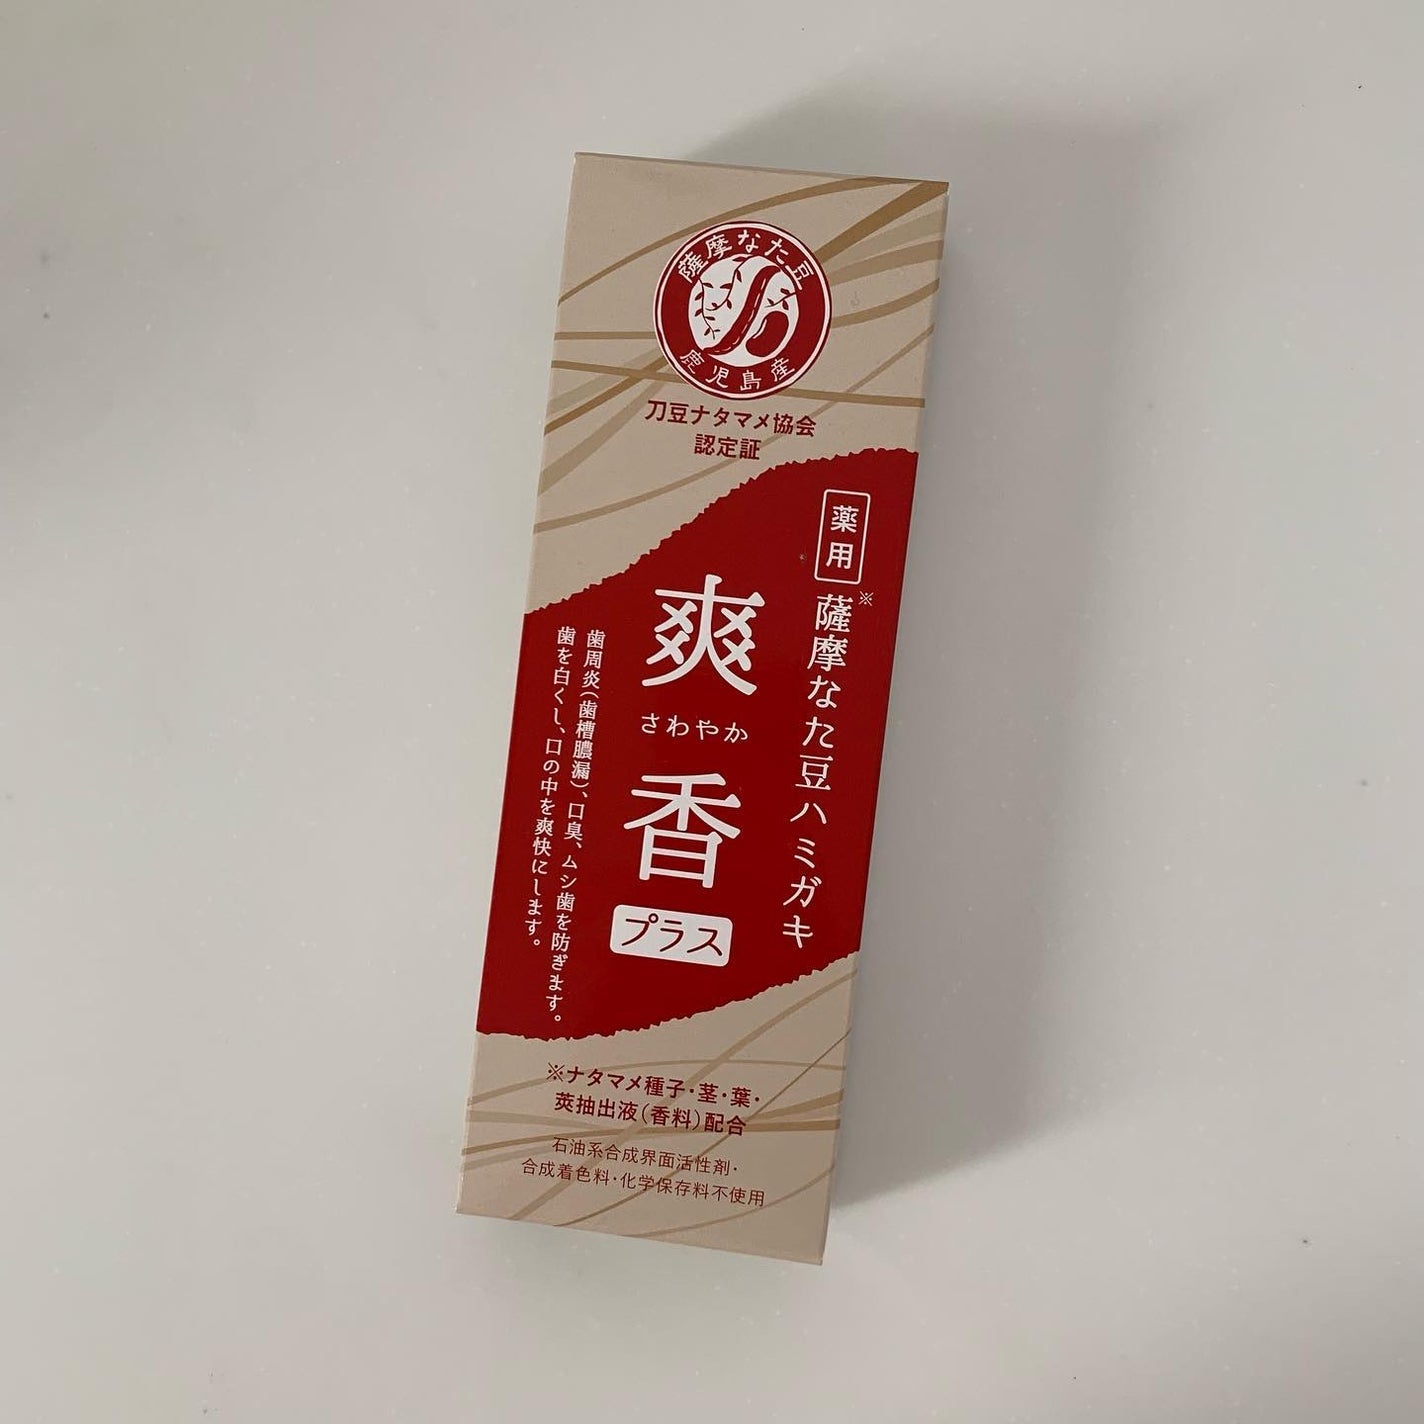 薩摩なた豆
鹿児島産
刀豆ナタマメ協会
認定証
薬用
※
薩摩なた豆ハミガキ
爽
さわやか
香
プラス
歯周炎(歯槽膿漏)、口臭、ムシ歯を防ぎます。
歯を白くし、口の中を爽快にします。
※ナタマメ種子・茎・葉・
莢抽出液(香料)配合
石油系合成界面活性剤・
合成着色料・化学保存料不使用